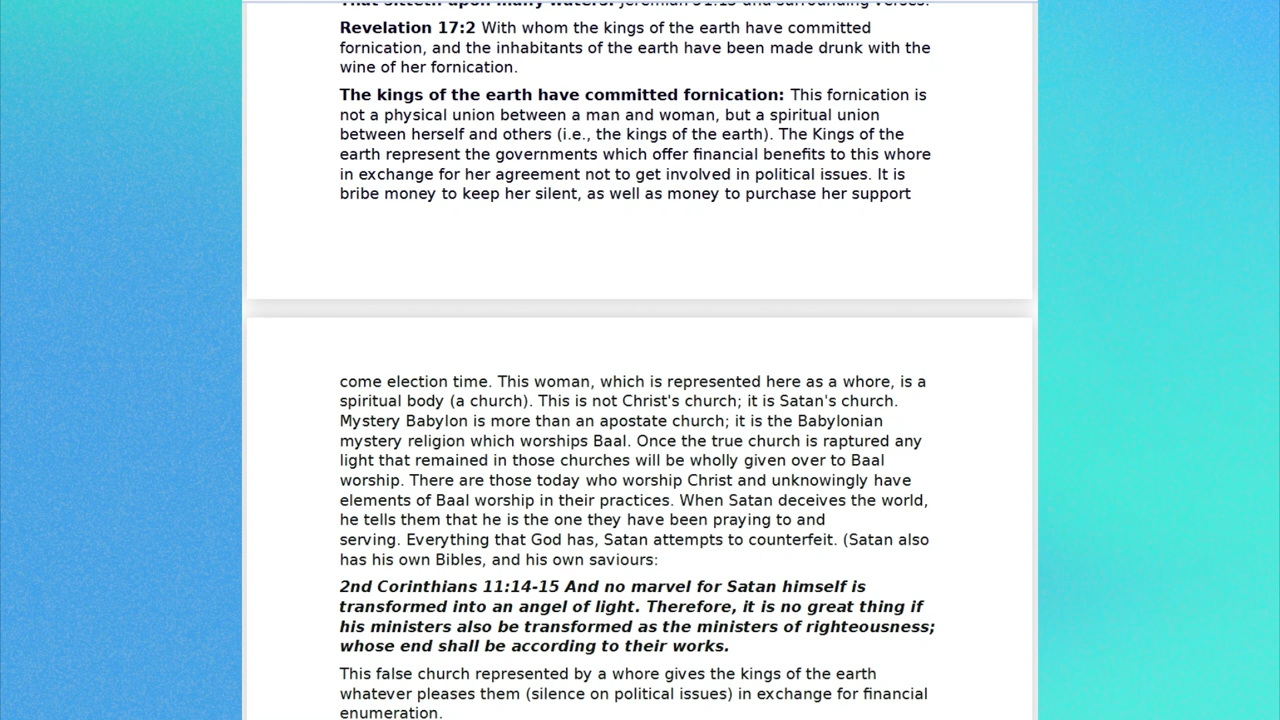 That sitteth upon many waters: Jeremiah 51:13 and surrounding verses.
Revelation 17:2 With whom the kings of the earth have committed
fornication, and the inhabitants of the earth have been made drunk with the
wine of her fornication.
The kings of the earth have committed fornication: This fornication is
not a physical union between a man and woman, but a spiritual union
between herself and others (i.e., the kings of the earth). The Kings of the
earth represent the governments which offer financial benefits to this whore
in exchange for her agreement not to get involved in political issues. It is
bribe money to keep her silent, as well as money to purchase her support
come election time. This woman, which is represented here as a whore, is a
spiritual body (a church). This is not Christ's church; it is Satan's church.
Mystery Babylon is more than an apostate church; it is the Babylonian
mystery religion which worships Baal. Once the true church is raptured any
light that remained in those churches will be wholly given over to Baal
worship. There are those today who worship Christ and unknowingly have
elements of Baal worship in their practices. When Satan deceives the world,
he tells them that he is the one they have been praying to and
serving. Everything that God has, Satan attempts to counterfeit. (Satan also
has his own Bibles, and his own saviours:
2nd Corinthians 11:14-15 And no marvel for Satan himself is
transformed into an angel of light. Therefore, it is no great thing if
his ministers also be transformed as the ministers of righteousness;
whose end shall be according to their works.
This false church represented by a whore gives the kings of the earth
whatever pleases them (silence on political issues) in exchange for financial
enumeration.